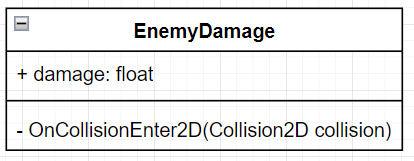 EnemyDamage
+ damage: float
- OnCollisionEnter2D(Collision2D collision)